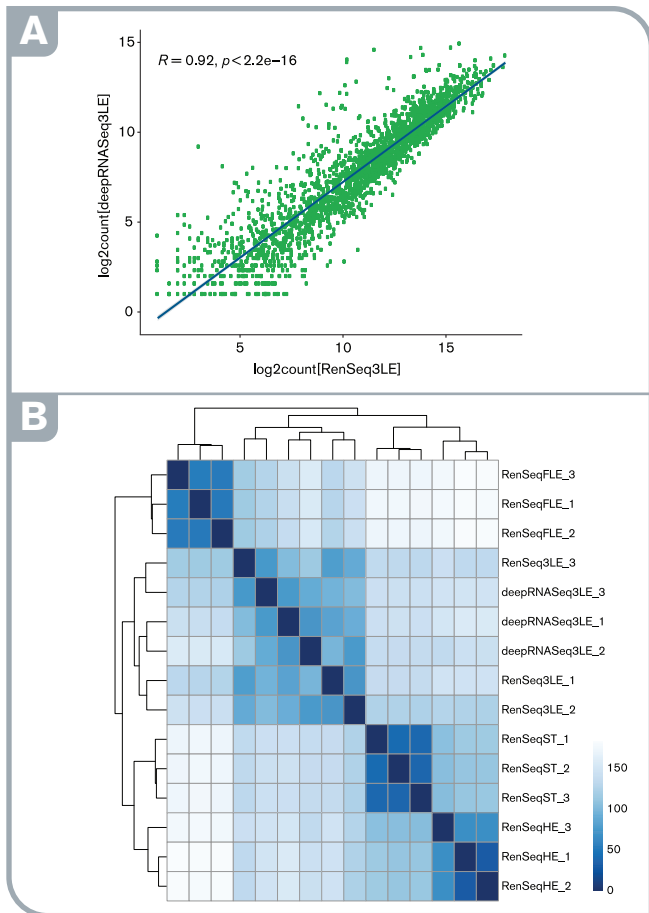 A
R = 0.92, p < 2.2e−16
15
10
5
0
log2count[deepRNASeq3LE]
5
10
15
log2count[RenSeq3LE]
B
RenSeqFLE_3
RenSeqFLE_1
RenSeqFLE_2
RenSeq3LE_3
deepRNASeq3LE_3
deepRNASeq3LE_1
deepRNASeq3LE_2
RenSeq3LE_1
RenSeq3LE_2
RenSeqST_1
RenSeqST_2
RenSeqST_3
RenSeqHE_3
RenSeqHE_1
RenSeqHE_2
150
100
50
0